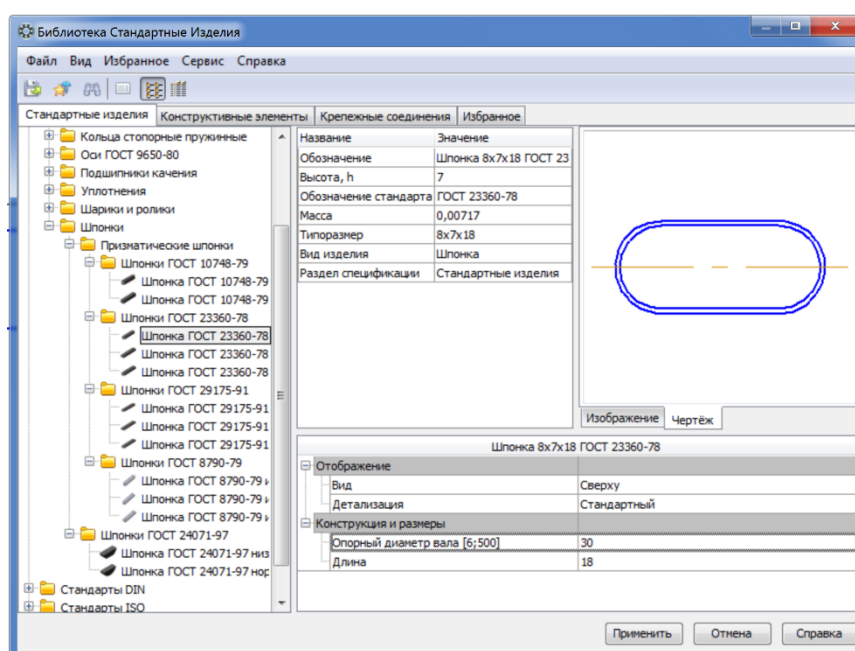 Библиотека Стандартные Изделия
Файл Вид Избранное Сервис Справка
Стандартные изделия Конструктивные элементы Крепежные соединения Избранное
Кольца стопорные пружинные
Оси ГОСТ 9650-80
Подшипники качения
Уплотнения
Шарики и ролики
Шпонки
Призматические шпонки
Шпонки ГОСТ 10748-79
Шпонка ГОСТ 10748-79
Шпонка ГОСТ 10748-79
Шпонки ГОСТ 23360-78
Шпонка ГОСТ 23360-78
Шпонка ГОСТ 23360-78
Шпонка ГОСТ 23360-78
Шпонки ГОСТ 29175-91
Шпонка ГОСТ 29175-91
Шпонка ГОСТ 29175-91
Шпонка ГОСТ 29175-91
Шпонки ГОСТ 8790-79
Шпонка ГОСТ 8790-79 и
Шпонка ГОСТ 8790-79 и
Шпонка ГОСТ 8790-79 и
Шпонки ГОСТ 24071-97
Шпонка ГОСТ 24071-97 низ
Шпонка ГОСТ 24071-97 нор
Стандарты DIN
Стандарты ISO
Название Значение
Обозначение Шпонка 8x7x18 ГОСТ 23
Высота, h 7
Обозначение стандарта ГОСТ 23360-78
Масса 0,00717
Типоразмер 8x7x18
Вид изделия Шпонка
Раздел спецификации Стандартные изделия
Изображение Чертёж
Шпонка 8x7x18 ГОСТ 23360-78
Отображение
Вид Сверху
Детализация Стандартный
Конструкция и размеры
Опорный диаметр вала [6;500] 30
Длина 18
Применить Отмена Справка